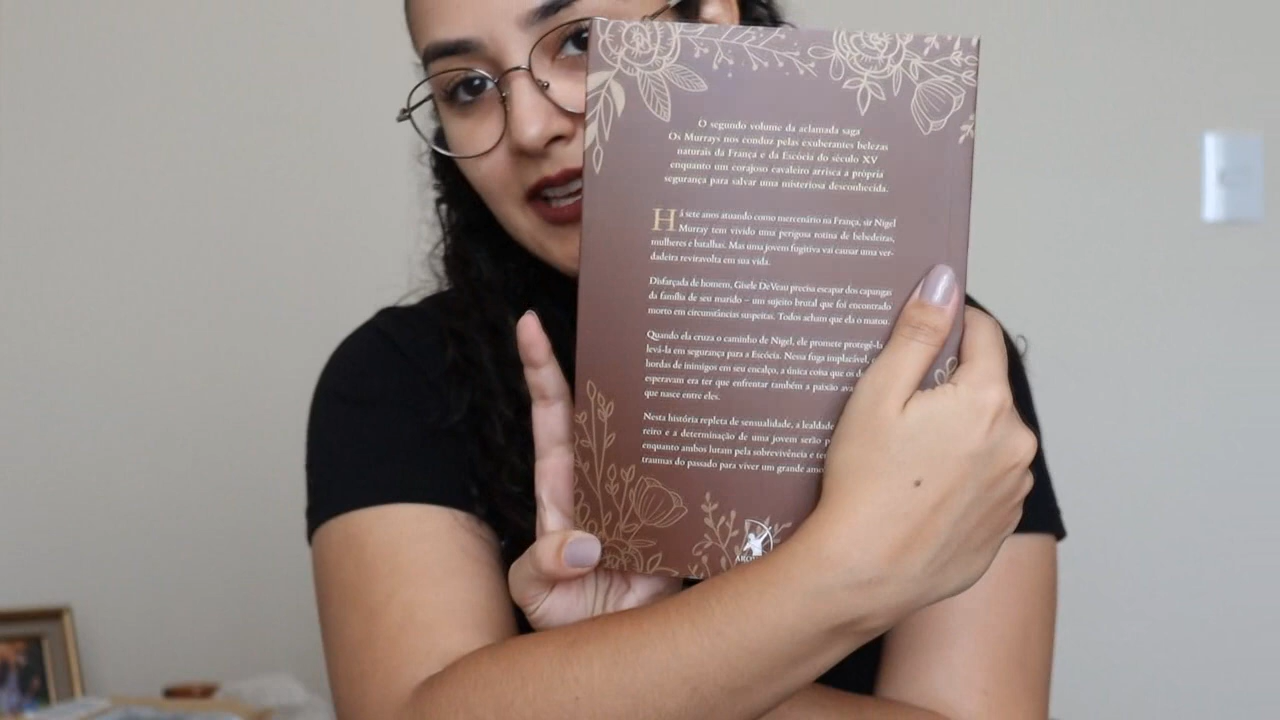 O segundo volume da aclamada saga
Os Murrays nos conduz pelas exuberantes belezas
naturais da França e da Escócia do século XV
enquanto um corajoso cavaleiro arrisca a própria
segurança para salvar uma misteriosa desconhecida.
Há sete anos atuando como mercenário na França, sir Nigel
Murray tem vivido uma perigosa rotina de bebedeiras,
mulheres e batalhas. Mas uma jovem fugitiva vai causar uma ver-
dadeira reviravolta em sua vida.
Disfarçada de homem, Gisele DeVeau precisa escapar dos capangas
da família de seu marido – um sujeito brutal que foi encontrado
morto em circunstâncias suspeitas. Todos acham que ela o matou.
Quando ela cruza o caminho de Nigel, ele promete protegê-la
levá-la em segurança para a Escócia. Nessa fuga implacável,
hordas de inimigos em seu encalço, a única coisa que os
esperavam era ter que enfrentar também a paixão
que nasce entre eles.
Nesta história repleta de sensualidade, a lealdade
reiro e a determinação de uma jovem serão
enquanto ambos lutam pela sobrevivência e
traumas do passado para viver um grande